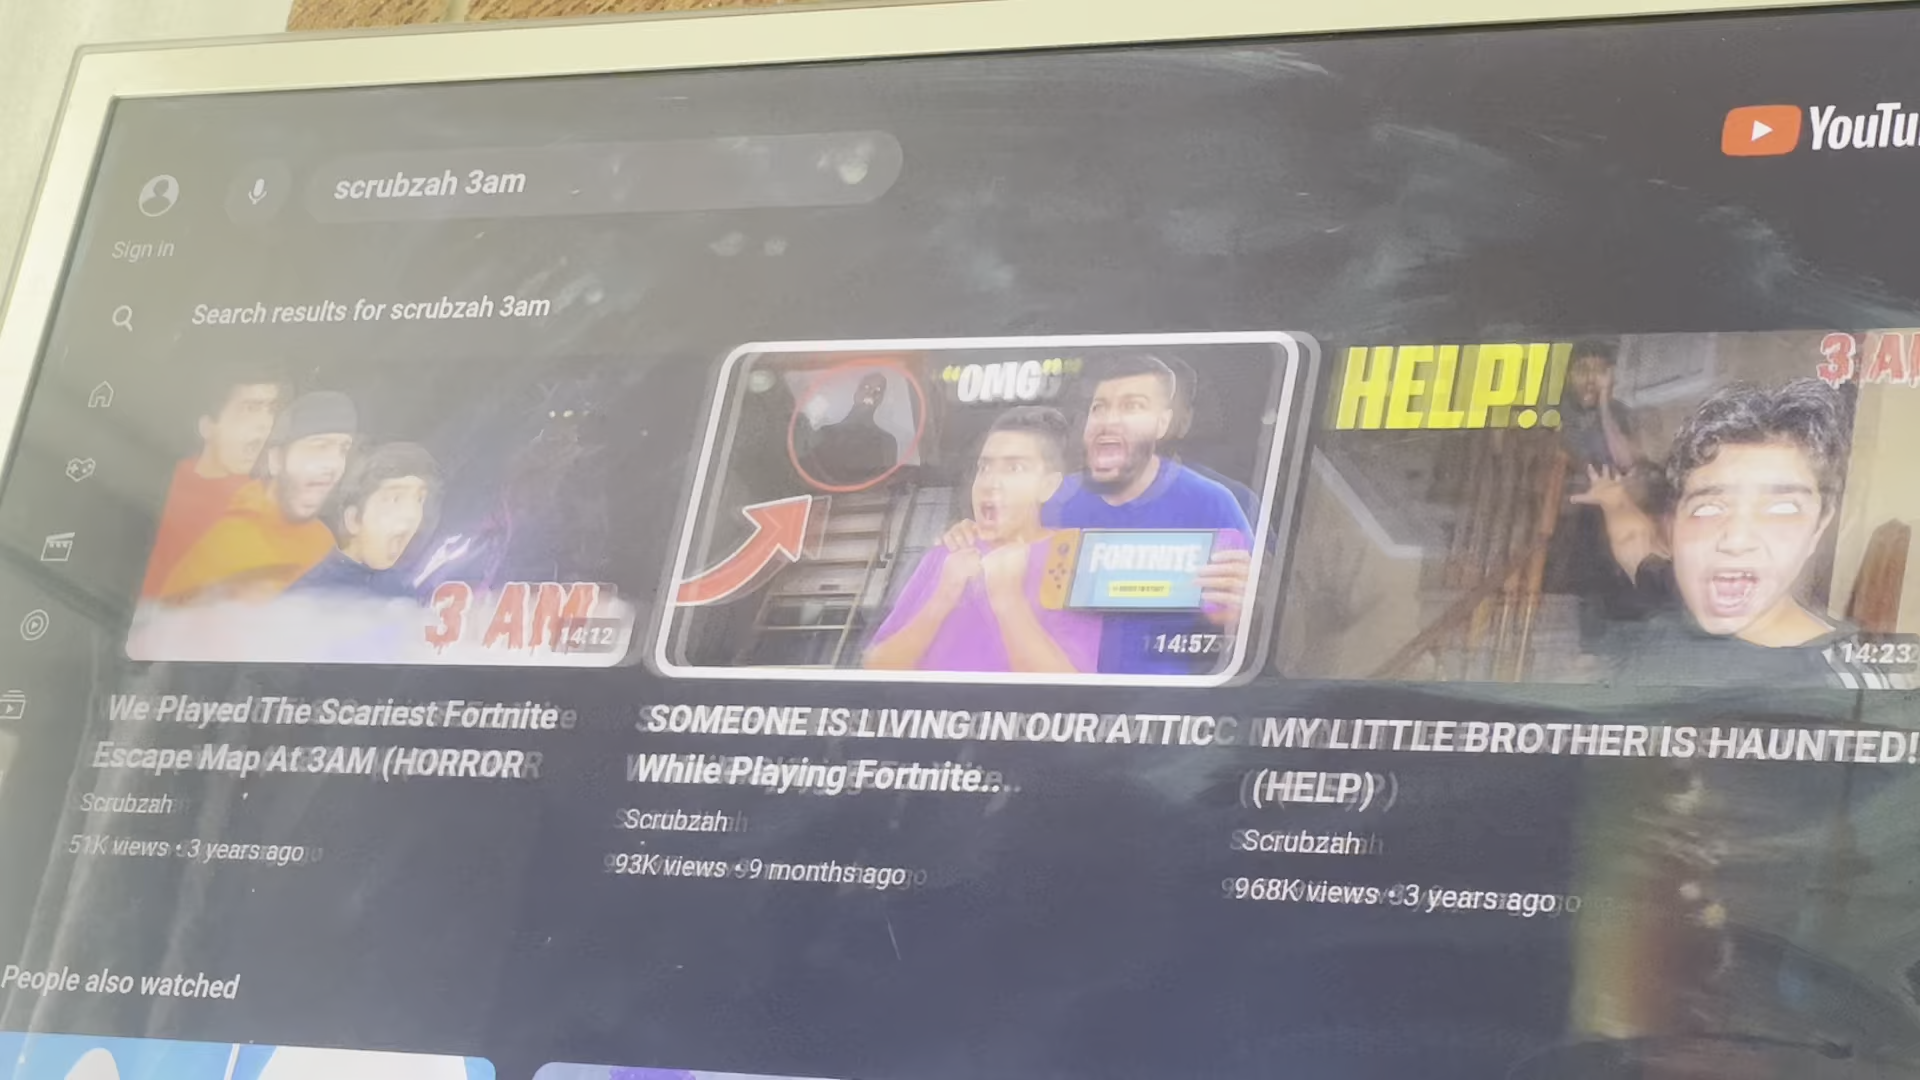 YouTu
scrubzah 3am
Sign in
Search results for scrubzah 3am
3 AM!
14:12
"OMG"
FORTNITE
14:57
HELP!!
3 AM
14:23
We Played The Scariest Fortnite
Escape Map At 3AM (HORROR
Scrubzah
51K views • 3 years ago
SOMEONE IS LIVING IN OUR ATTIC
While Playing Fortnite..
Scrubzah
93K views • 9 months ago
MY LITTLE BROTHER IS HAUNTED!
(HELP)
Scrubzah
968K views • 3 years ago
People also watched